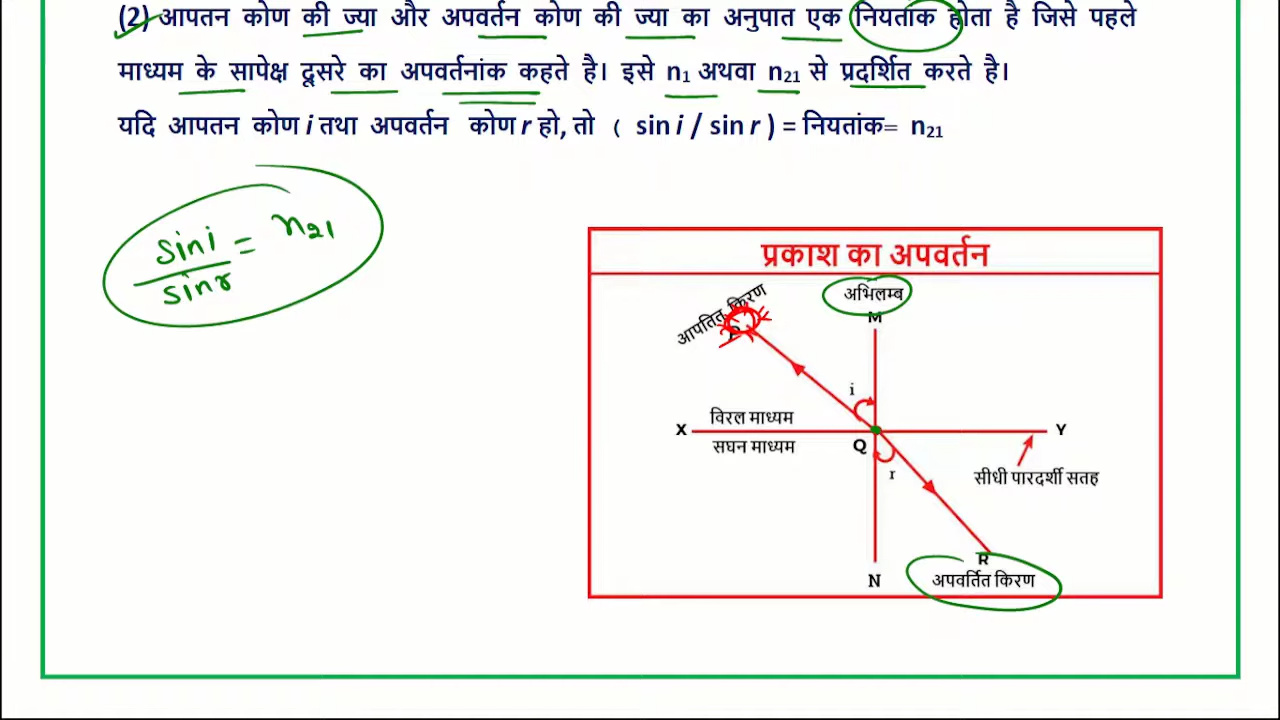 (2) आपतन कोण की ज्या और अपवर्तन कोण की ज्या का अनुपात एक नियतांक होता है जिसे पहले
माध्यम के सापेक्ष दूसरे का अपवर्तनांक कहते है। इसे n₁ अथवा n₂₁ से प्रदर्शित करते है।
यदि आपतन कोण i तथा अपवर्तन कोण r हो, तो ( sin i / sin r ) = नियतांक= n₂₁
sin i / sin r = n₂₁
प्रकाश का अपवर्तन
आपतित किरण
अभिलम्ब
P
M
i
विरल माध्यम
X
Y
सघन माध्यम
Q
r
सीधी पारदर्शी सतह
R
N
अपवर्तित किरण